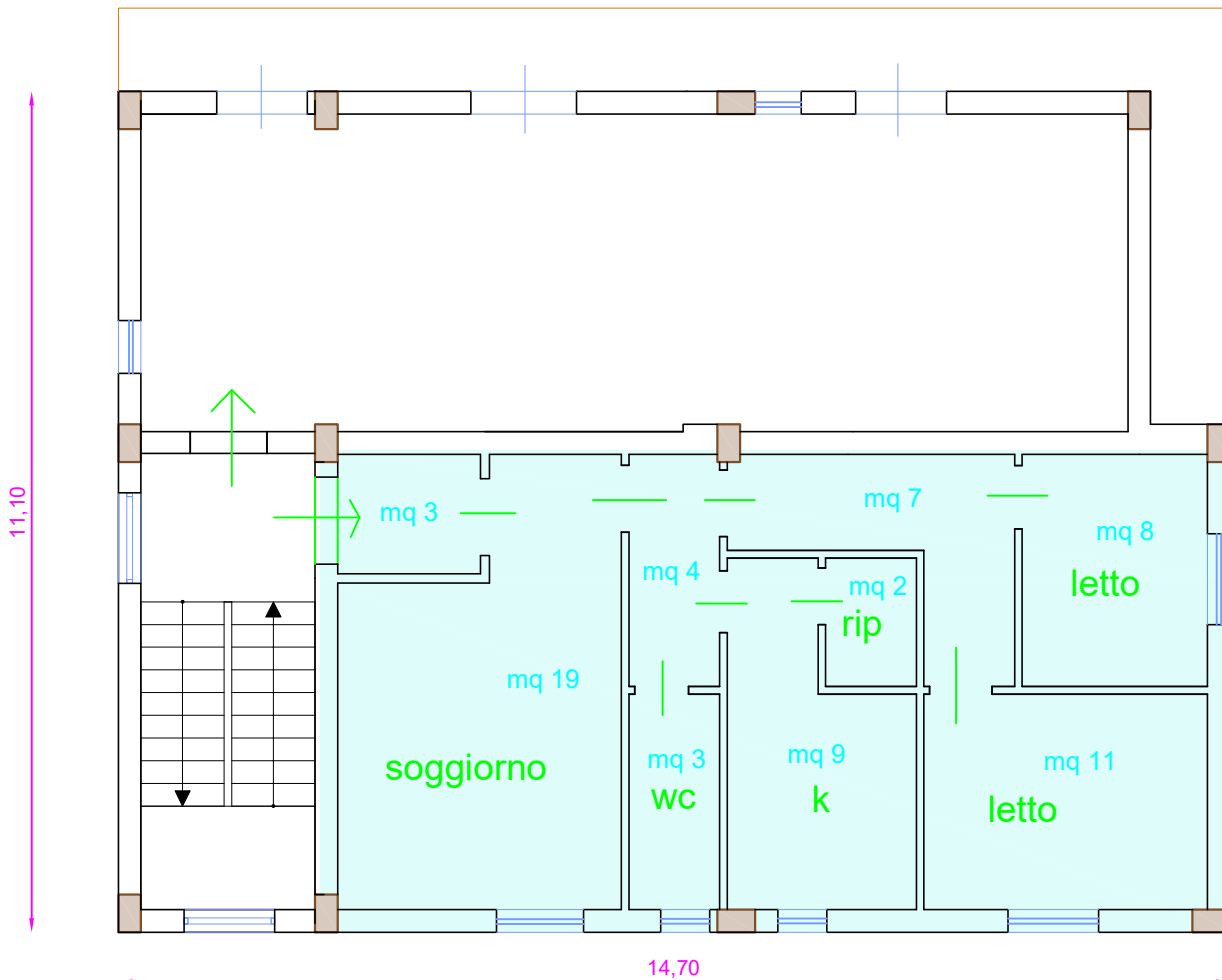 11,10
mq 3
mq 7
mq 8
letto
mq 4
mq 2
rip
mq 19
soggiorno
mq 3
wc
mq 9
k
mq 11
letto
14,70